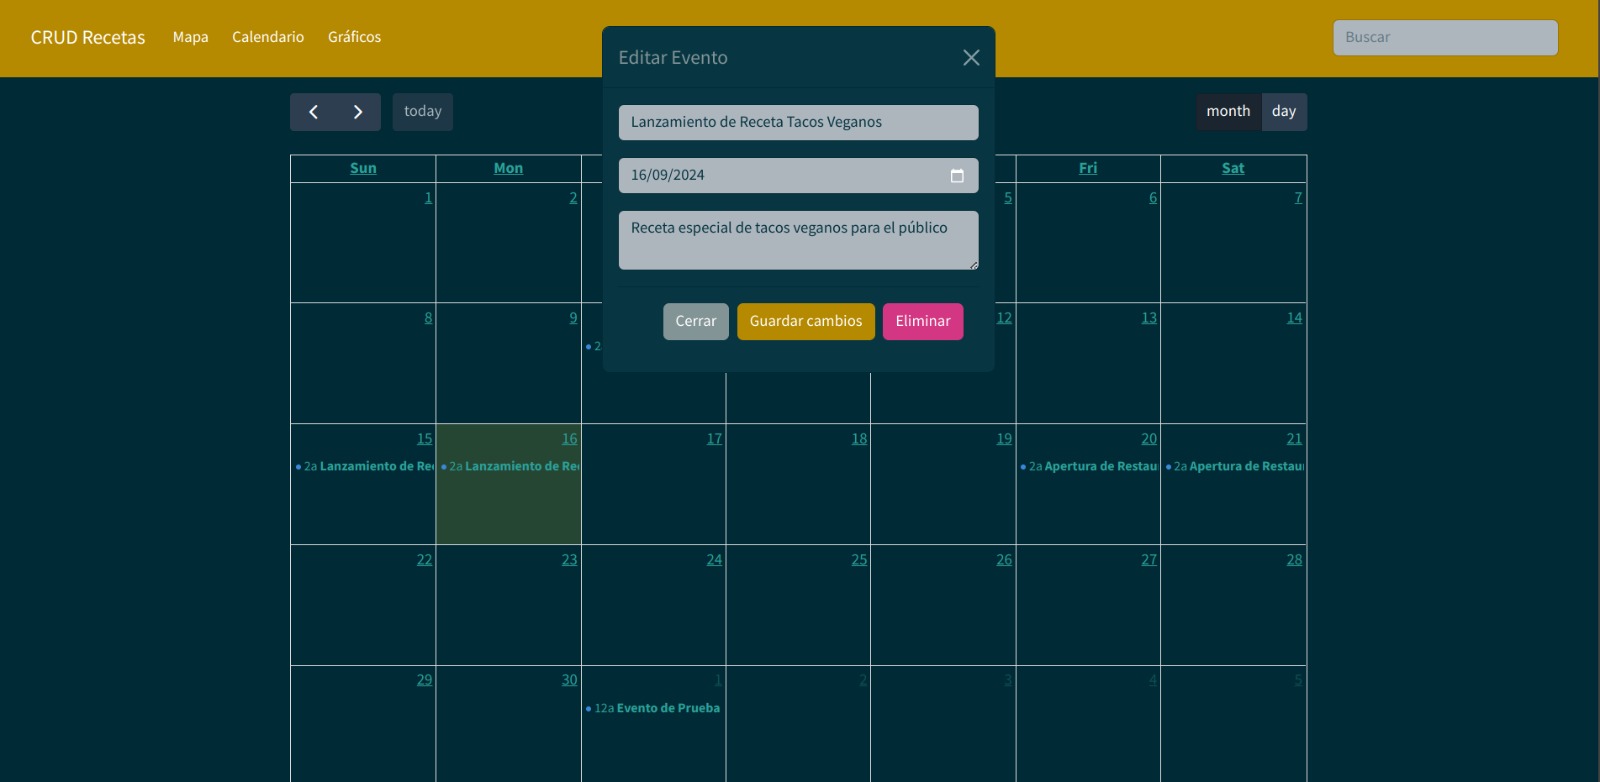 CRUD Recetas Mapa Calendario Gráficos Buscar
Editar Evento
Lanzamiento de Receta Tacos Veganos
16/09/2024
Receta especial de tacos veganos para el público
Cerrar Guardar cambios Eliminar
today month day
Sun Mon Fri Sat
1 2 5 6 7
8 9 12 13 14
2
15 16 17 18 19 20 21
2a Lanzamiento de Re 2a Lanzamiento de Re 2a Apertura de Restau 2a Apertura de Restau
22 23 24 25 26 27 28
29 30 1 2 3 4 5
12a Evento de Prueba